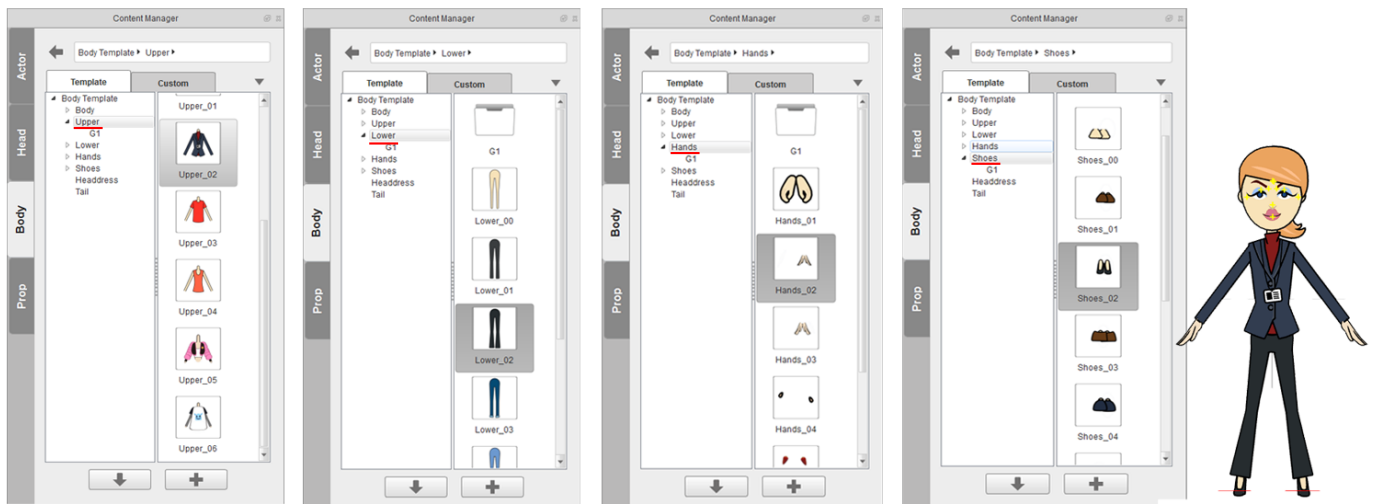 Content Manager
Body Template Upper
Template Custom
Body Template
Body
Upper
G1
Lower
Hands
Shoes
Headdress
Tail
Upper_01
Upper_02
Upper_03
Upper_04
Upper_05
Upper_06
Actor
Head
Body
Prop
Content Manager
Body Template Lower
Template Custom
Body Template
Body
Upper
Lower
G1
Hands
Shoes
Headdress
Tail
G1
Lower_00
Lower_01
Lower_02
Lower_03
Actor
Head
Body
Prop
Content Manager
Body Template Hands
Template Custom
Body Template
Body
Upper
Lower
Hands
G1
Shoes
Headdress
Tail
G1
Hands_01
Hands_02
Hands_03
Hands_04
Actor
Head
Body
Prop
Content Manager
Body Template Shoes
Template Custom
Body Template
Body
Upper
Lower
Hands
Shoes
G1
Headdress
Tail
Shoes_00
Shoes_01
Shoes_02
Shoes_03
Shoes_04
Actor
Head
Body
Prop